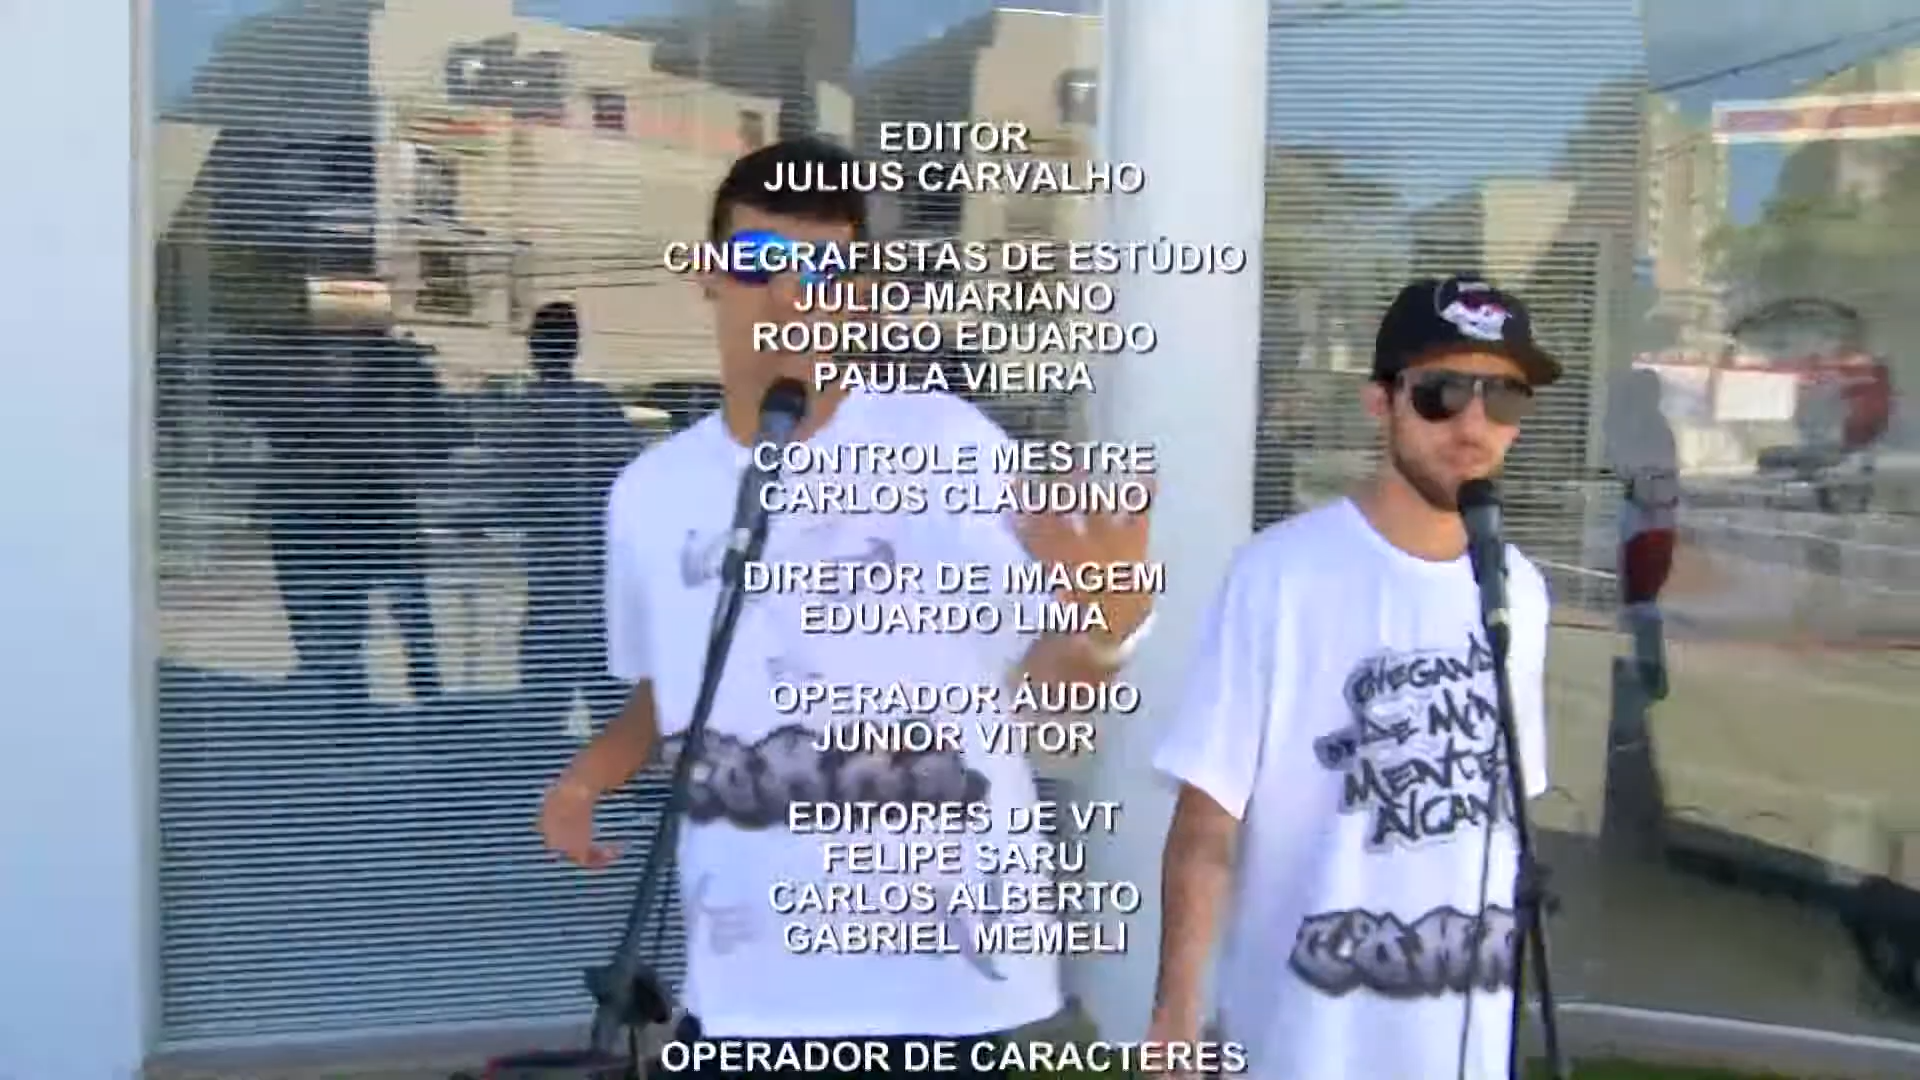 EDITOR
JULIUS CARVALHO
CINEGRAFISTAS DE ESTÚDIO
JÚLIO MARIANO
RODRIGO EDUARDO
PAULA VIEIRA
CONTROLE MESTRE
CARLOS CLAUDINO
DIRETOR DE IMAGEM
EDUARDO LIMA
OPERADOR ÁUDIO
JUNIOR VITOR
EDITORES DE VT
FELIPE SARU
CARLOS ALBERTO
GABRIEL MEMELI
OPERADOR DE CARACTERES
MENTE